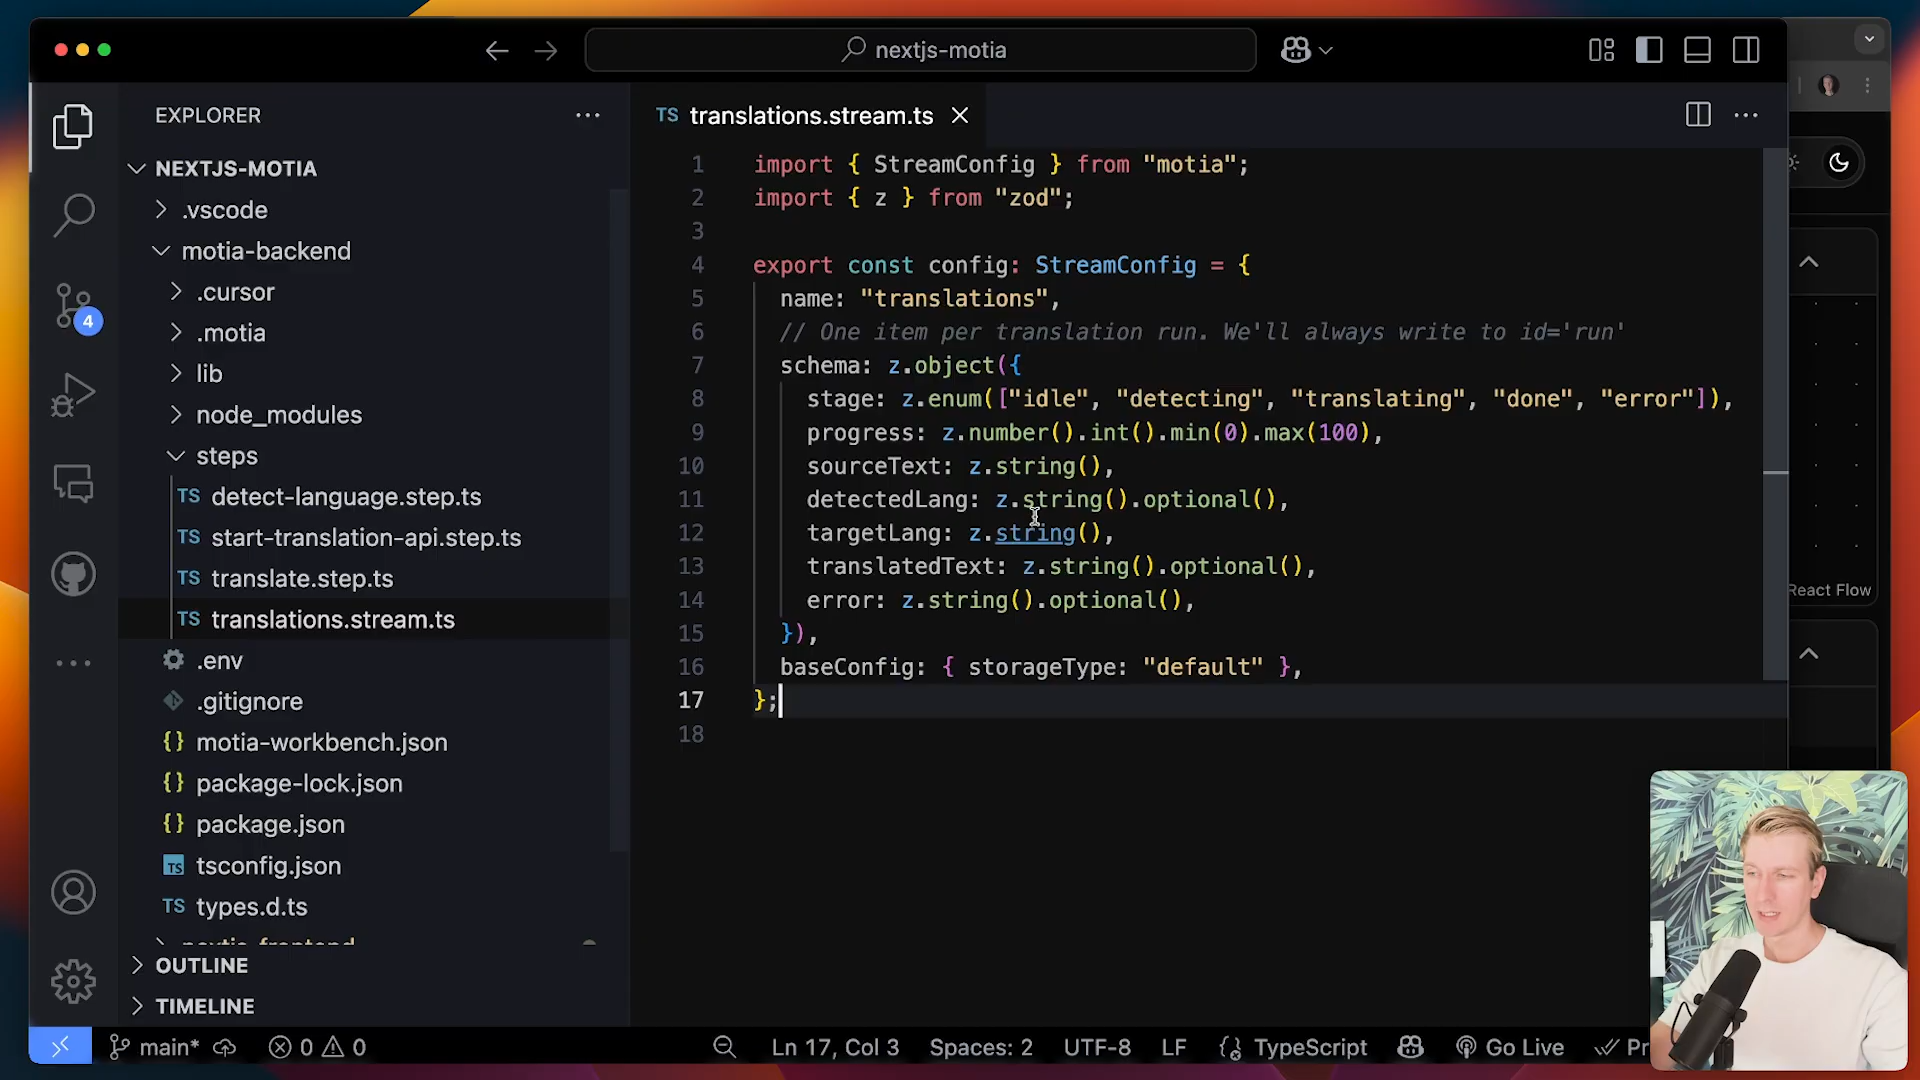 nextjs-motia
EXPLORER
NEXTJS-MOTIA
.vscode
motia-backend
.cursor
.motia
lib
node_modules
steps
TS detect-language.step.ts
TS start-translation-api.step.ts
TS translate.step.ts
TS translations.stream.ts
.env
.gitignore
{} motia-workbench.json
{} package-lock.json
{} package.json
TS tsconfig.json
TS types.d.ts
nextjs-frontend
OUTLINE
TIMELINE
4
TS translations.stream.ts
1 import { StreamConfig } from "motia";
2 import { z } from "zod";
3
4 export const config: StreamConfig = {
5 name: "translations",
6 // One item per translation run. We'll always write to id='run'
7 schema: z.object({
8 stage: z.enum(["idle", "detecting", "translating", "done", "error"]),
9 progress: z.number().int().min(0).max(100),
10 sourceText: z.string(),
11 detectedLang: z.string().optional(),
12 targetLang: z.string(),
13 translatedText: z.string().optional(),
14 error: z.string().optional(),
15 }),
16 baseConfig: { storageType: "default" },
17 };
18
React Flow
main* 0 0 Ln 17, Col 3 Spaces: 2 UTF-8 LF {} TypeScript Go Live